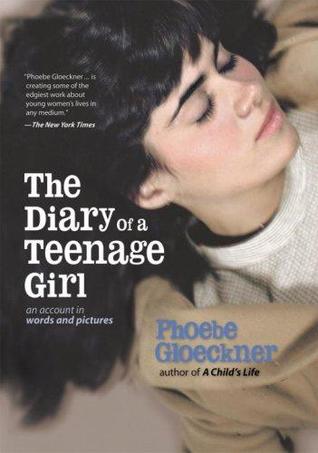 "Phoebe Gloeckner ... is
creating some of the
edgiest work about
young women's lives in
any medium."
—The New York Times
The
Diary of a
Teenage
Girl
an account in
words and pictures
Phoebe
Gloeckner
author of A Child's Life